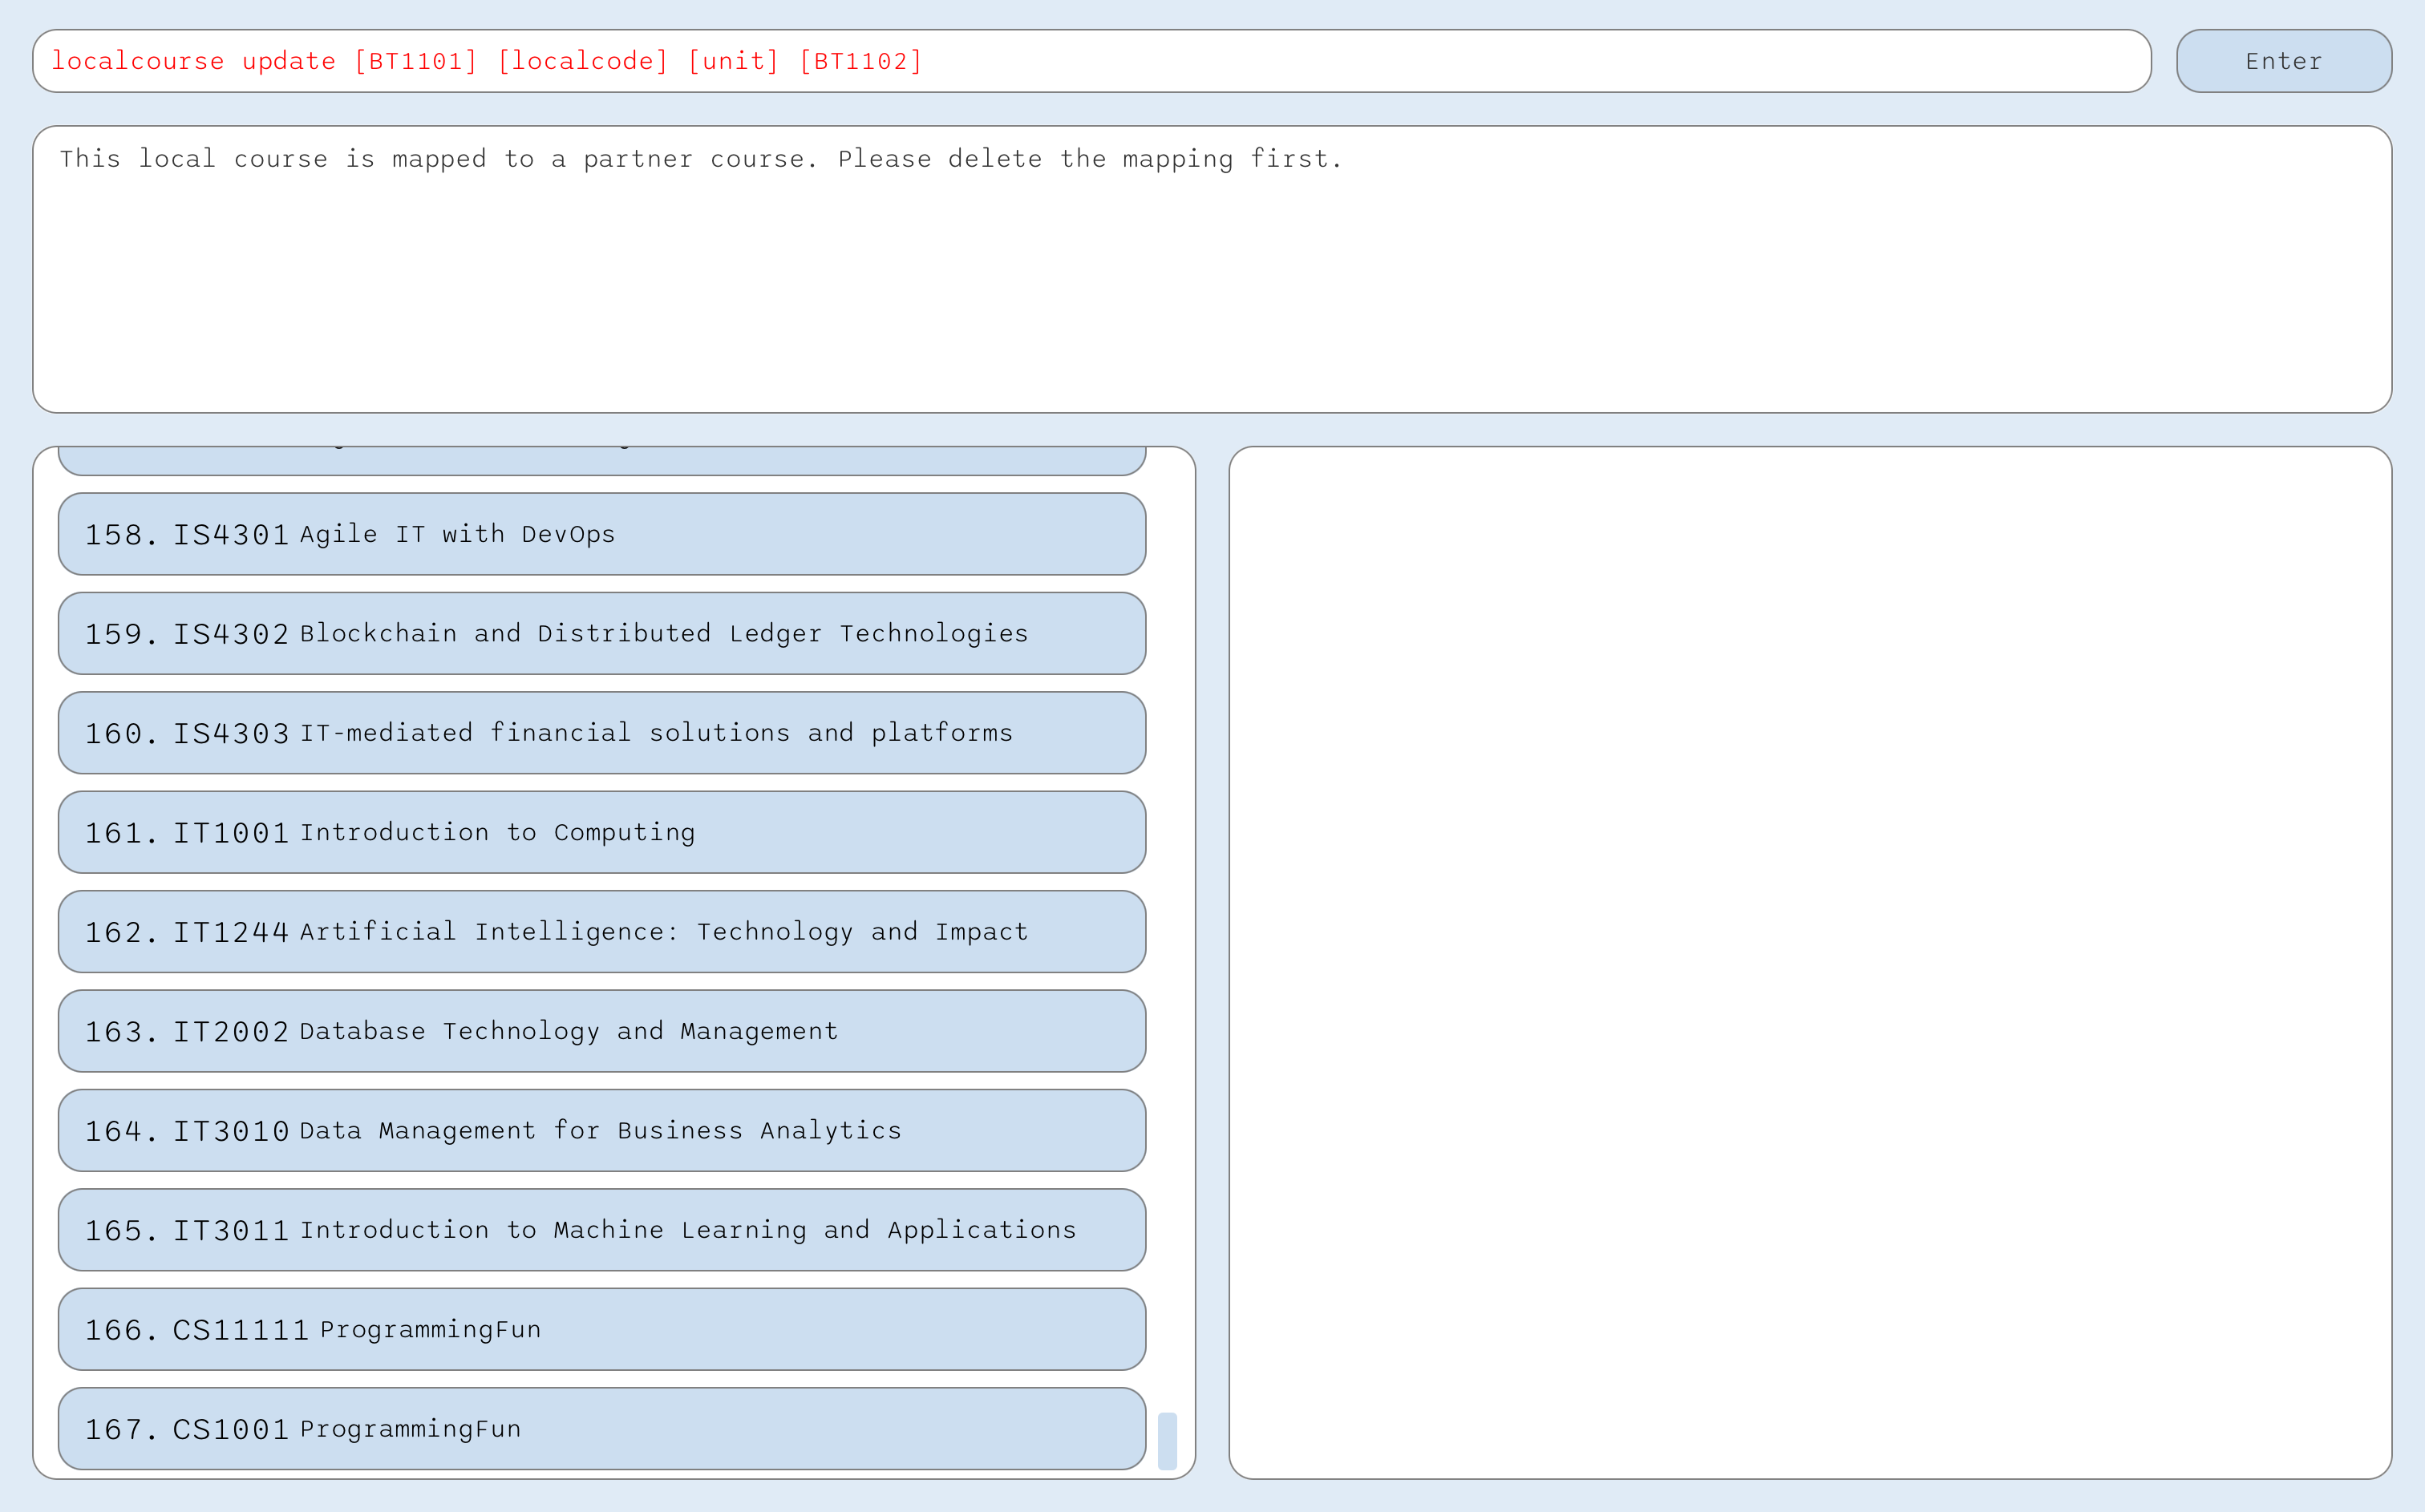 localcourse update [BT1101] [localcode] [unit] [BT1102]
Enter
This local course is mapped to a partner course. Please delete the mapping first.
158. IS4301 Agile IT with DevOps
159. IS4302 Blockchain and Distributed Ledger Technologies
160. IS4303 IT-mediated financial solutions and platforms
161. IT1001 Introduction to Computing
162. IT1244 Artificial Intelligence: Technology and Impact
163. IT2002 Database Technology and Management
164. IT3010 Data Management for Business Analytics
165. IT3011 Introduction to Machine Learning and Applications
166. CS11111 ProgrammingFun
167. CS1001 ProgrammingFun